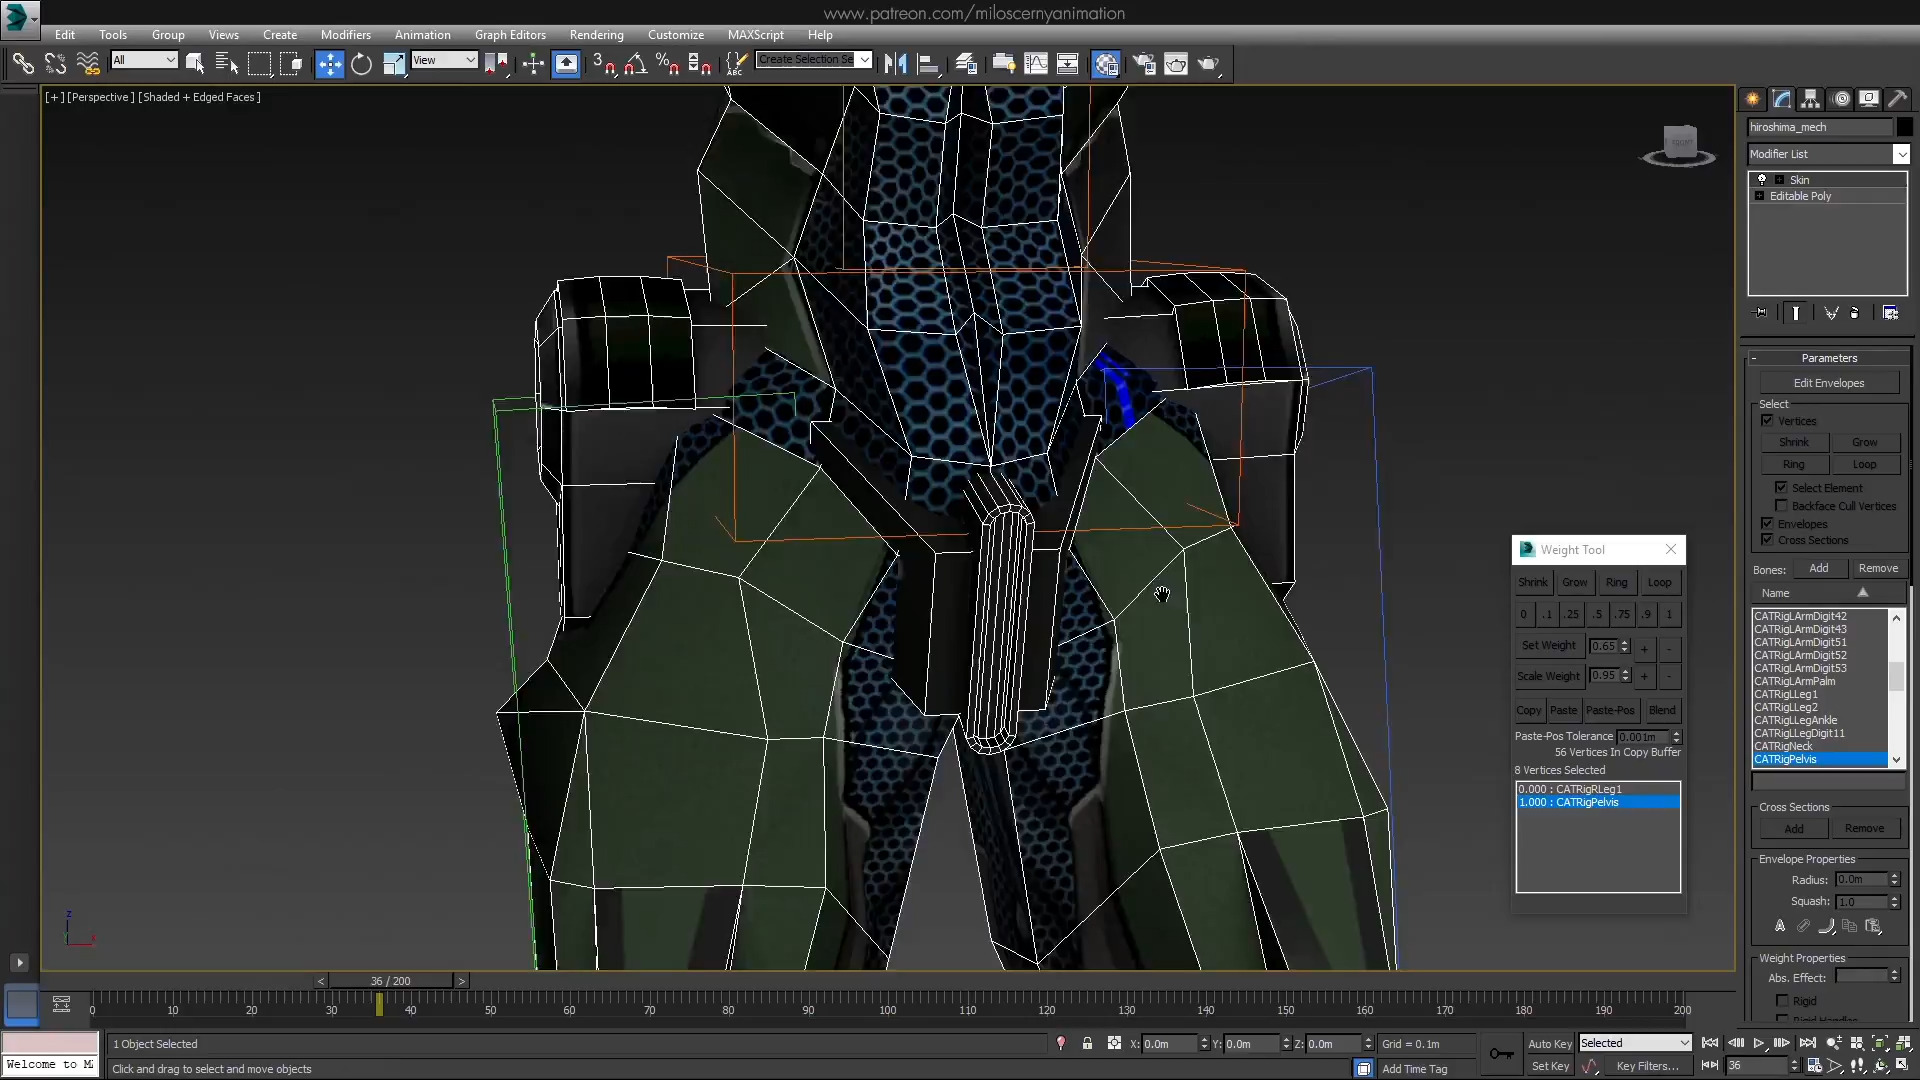 www.patreon.com/miloscernyanimation
Edit Tools Group Views Create Modifiers Animation Graph Editors Rendering Customize MAXScript Help
All View Create Selection Se
[+] [Perspective] [Shaded + Edged Faces]
FRONT
hiroshima_mech
Modifier List
Skin
Editable Poly
- Parameters
Edit Envelopes
Select
Vertices
Shrink Grow
Ring Loop
Select Element
Backface Cull Vertices
Envelopes
Cross Sections
Bones: Add Remove
Name
CATRigLArmDigit42
CATRigLArmDigit43
CATRigLArmDigit51
CATRigLArmDigit52
CATRigLArmDigit53
CATRigLArmPalm
CATRigLLeg1
CATRigLLeg2
CATRigLLegAnkle
CATRigLLegDigit11
CATRigNeck
CATRigPelvis
Cross Sections
Add Remove
Envelope Properties
Radius: 0.0m
Squash: 1.0
Weight Properties
Abs. Effect:
Rigid
Weight Tool
Shrink Grow Ring Loop
0 .1 .25 .5 .75 .9 1
Set Weight 0.65 + -
Scale Weight 0.95 + -
Copy Paste Paste-Pos Blend
Paste-Pos Tolerance 0.001m
56 Vertices In Copy Buffer
8 Vertices Selected
0.000 : CATRigRLeg1
1.000 : CATRigPelvis
z
x
< 36 / 200 >
0 10 20 30 40 50 60 70 80 90 100 110 120 130 140 150 160 170 180 190 200
1 Object Selected X: 0.0m Y: 0.0m Z: 0.0m Grid = 0.1m Auto Key Selected
Welcome to M Click and drag to select and move objects Add Time Tag Set Key Key Filters... 36